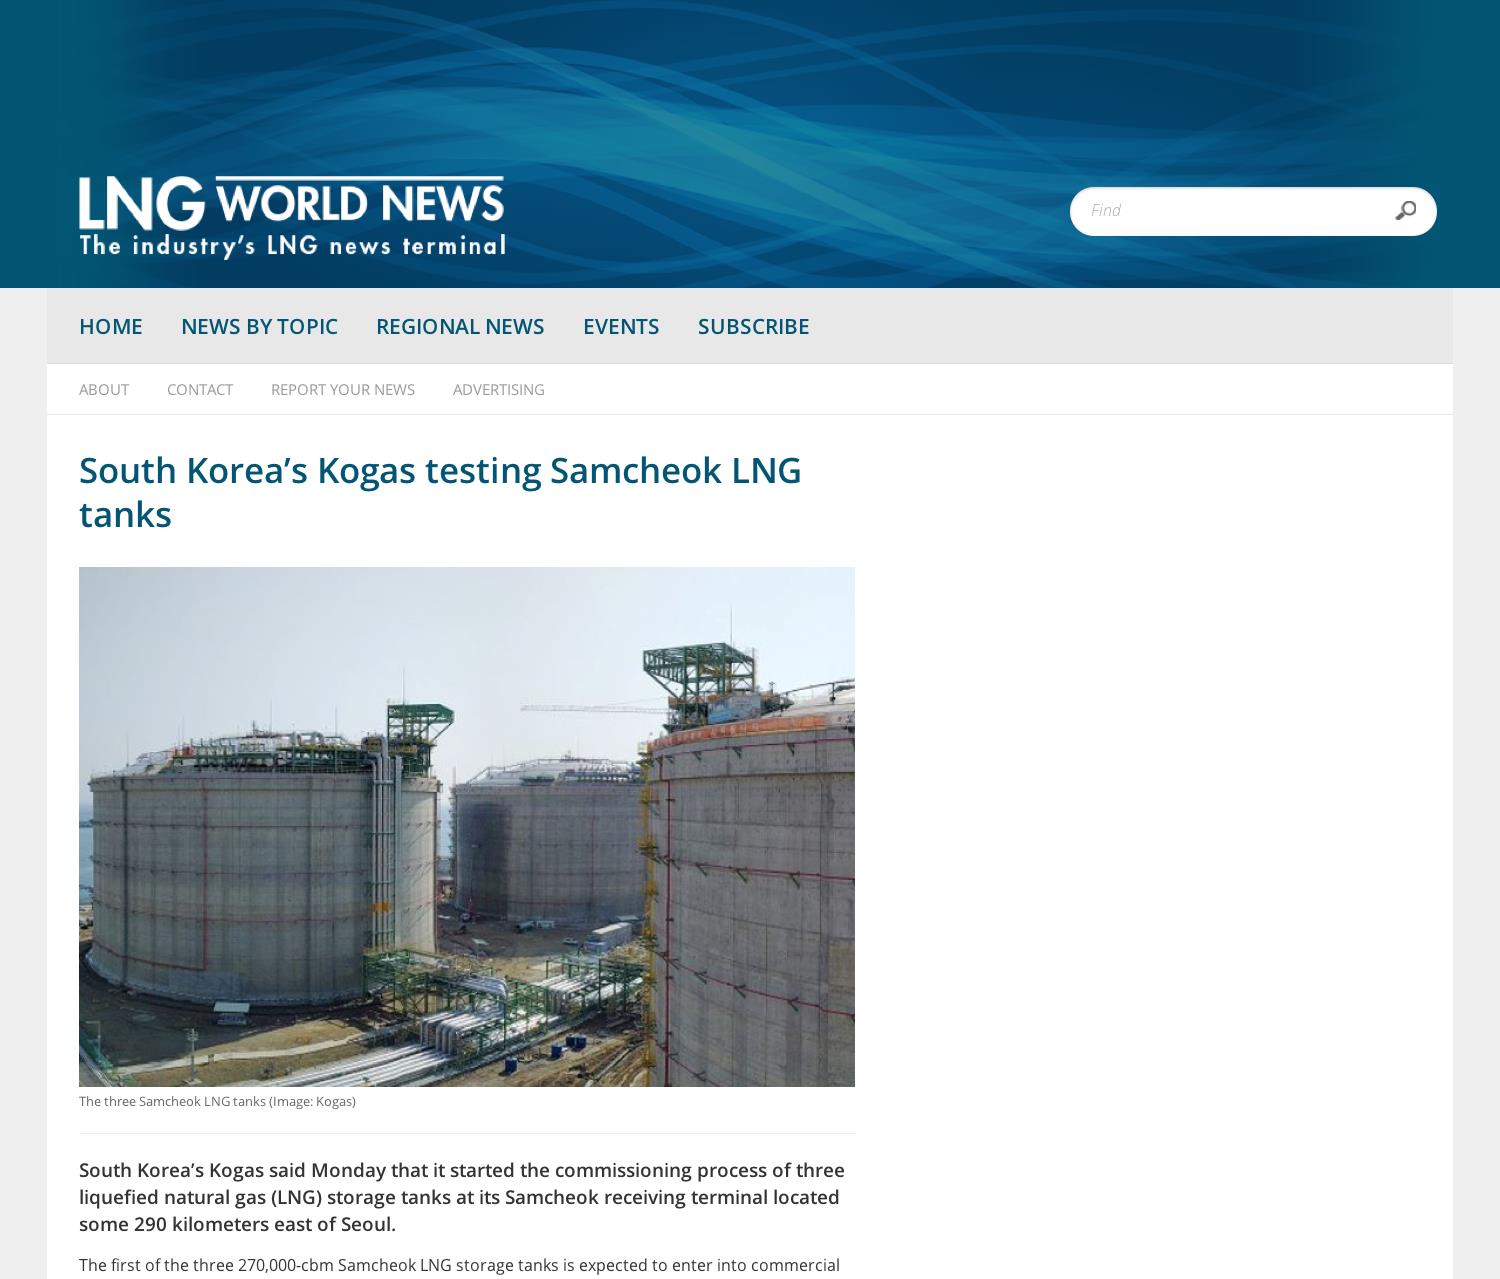 LNG WORLD NEWS
The industry's LNG news terminal
Find
HOME NEWS BY TOPIC REGIONAL NEWS EVENTS SUBSCRIBE
ABOUT CONTACT REPORT YOUR NEWS ADVERTISING
South Korea’s Kogas testing Samcheok LNG
tanks
The three Samcheok LNG tanks (Image: Kogas)
South Korea’s Kogas said Monday that it started the commissioning process of three
liquefied natural gas (LNG) storage tanks at its Samcheok receiving terminal located
some 290 kilometers east of Seoul.
The first of the three 270,000-cbm Samcheok LNG storage tanks is expected to enter into commercial